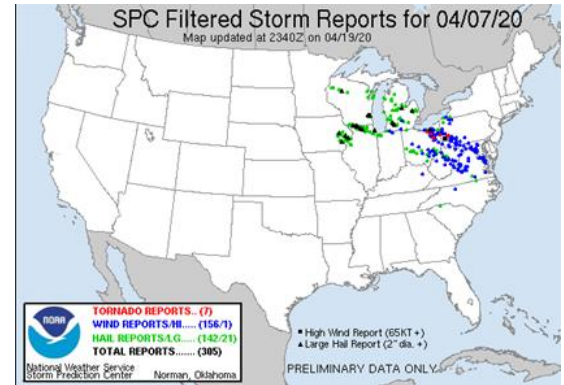 SPC Filtered Storm Reports for 04/07/20
Map updated at 2340Z on 04/19/20
NOAA
TORNADO REPORTS.. (7)
WIND REPORTS/HI..... (156/1)
HAIL REPORTS/LG..... (142/21)
TOTAL REPORTS....... (305)
National Weather Service
Storm Prediction Center Norman, Oklahoma
High Wind Report (65KT +)
Large Hail Report (2" dia. +)
PRELIMINARY DATA ONLY